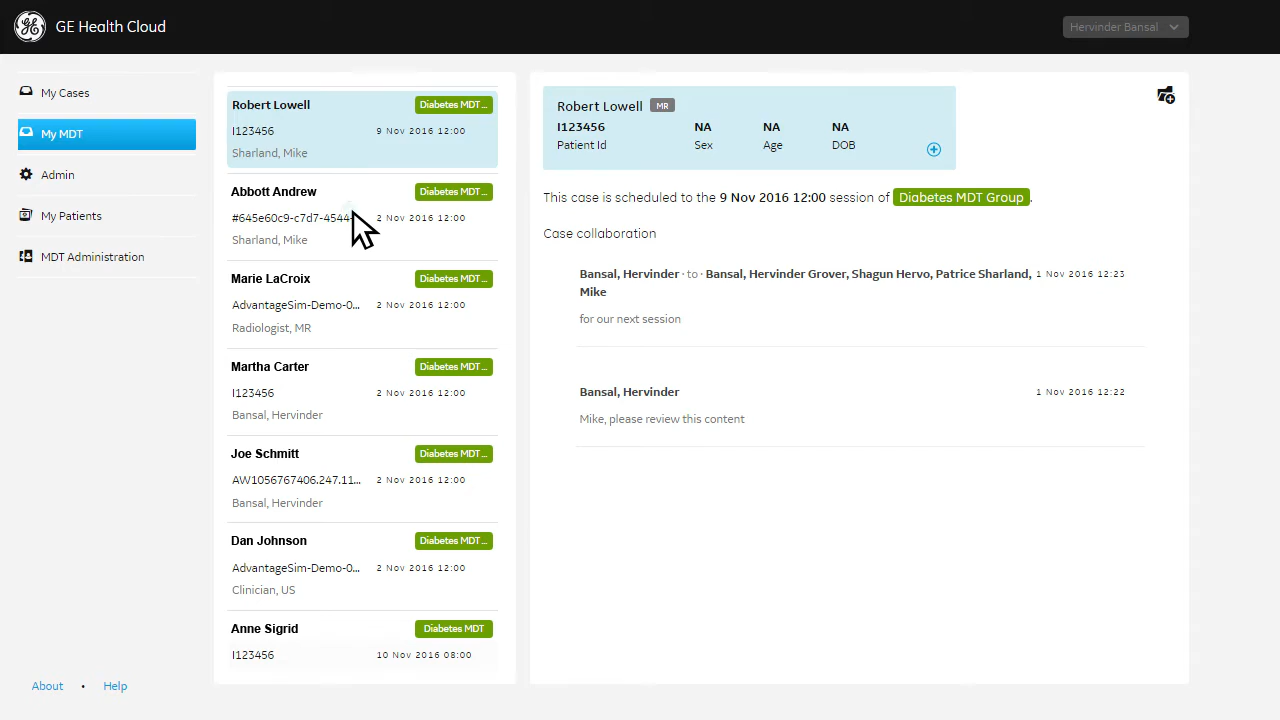 GE Health Cloud
Hervinder Bansal
My Cases
My MDT
Admin
My Patients
MDT Administration
About • Help
Robert Lowell Diabetes MDT ...
I123456 9 Nov 2016 12:00
Sharland, Mike
Abbott Andrew Diabetes MDT ...
#645e60c9-c7d7-4544 2 Nov 2016 12:00
Sharland, Mike
Marie LaCroix Diabetes MDT ...
AdvantageSim-Demo-0... 2 Nov 2016 12:00
Radiologist, MR
Martha Carter Diabetes MDT ...
I123456 2 Nov 2016 12:00
Bansal, Hervinder
Joe Schmitt Diabetes MDT ...
AW1056767406.247.11... 2 Nov 2016 12:00
Bansal, Hervinder
Dan Johnson Diabetes MDT ...
AdvantageSim-Demo-0... 2 Nov 2016 12:00
Clinician, US
Anne Sigrid Diabetes MDT
I123456 10 Nov 2016 08:00
Robert Lowell MR
I123456 NA NA NA
Patient Id Sex Age DOB
This case is scheduled to the 9 Nov 2016 12:00 session of Diabetes MDT Group.
Case collaboration
Bansal, Hervinder · to · Bansal, Hervinder Grover, Shagun Hervo, Patrice Sharland, 1 Nov 2016 12:23
Mike
for our next session
Bansal, Hervinder 1 Nov 2016 12:22
Mike, please review this content